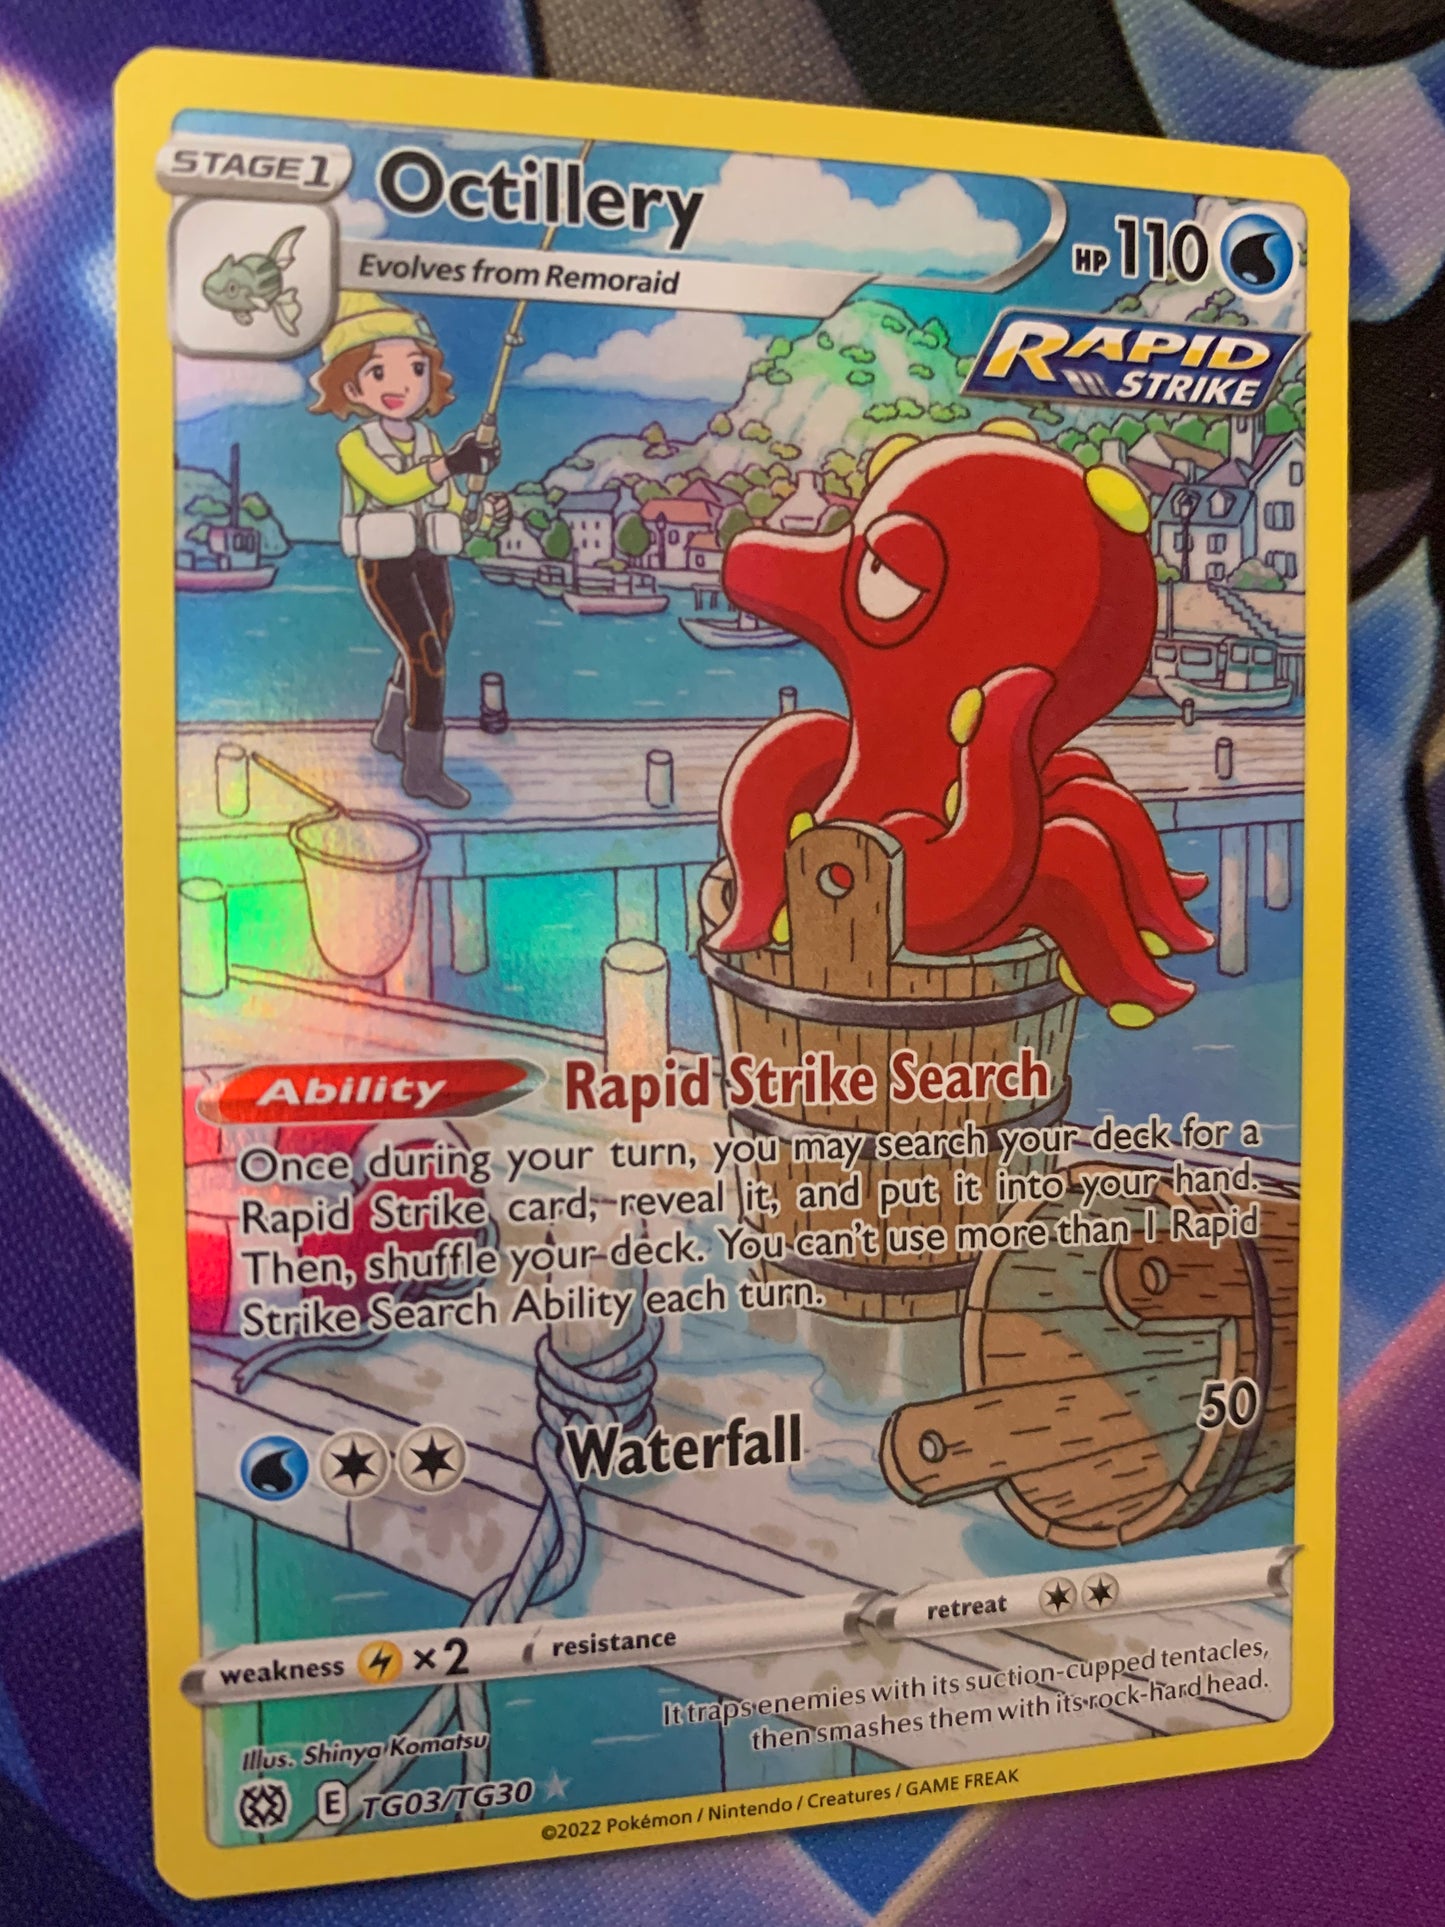 STAGE 1
Octillery
HP 110
Evolves from Remoraid
RAPID
STRIKE
Ability Rapid Strike Search
Once during your turn, you may search your deck for a
Rapid Strike card, reveal it, and put it into your hand.
Then, shuffle your deck. You can't use more than 1 Rapid
Strike Search Ability each turn.
Waterfall 50
weakness ×2 resistance retreat
It traps enemies with its suction-cupped tentacles,
then smashes them with its rock-hard head.
Illus. Shinya Komatsu
E TG03/TG30
©2022 Pokémon / Nintendo / Creatures / GAME FREAK